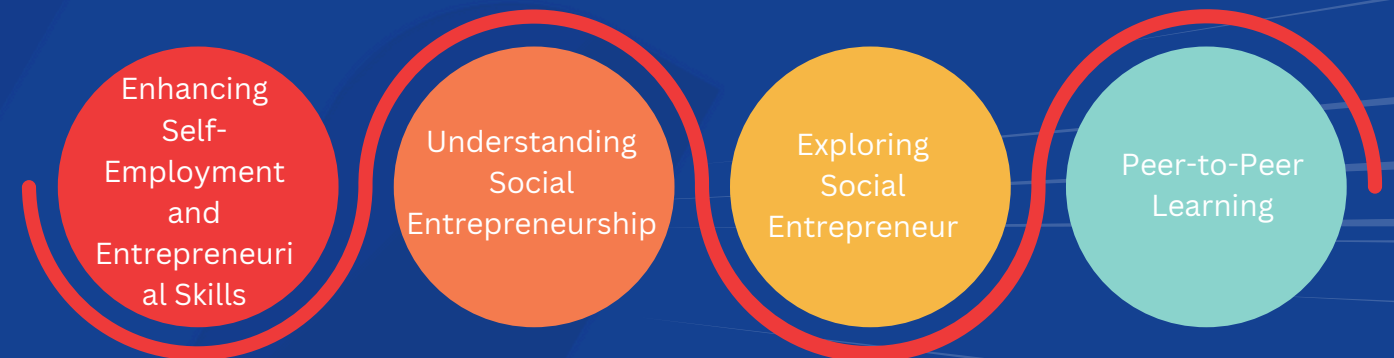 Enhancing
Self-
Employment
and
Entrepreneuri
al Skills
Understanding
Social
Entrepreneurship
Exploring
Social
Entrepreneur
Peer-to-Peer
Learning